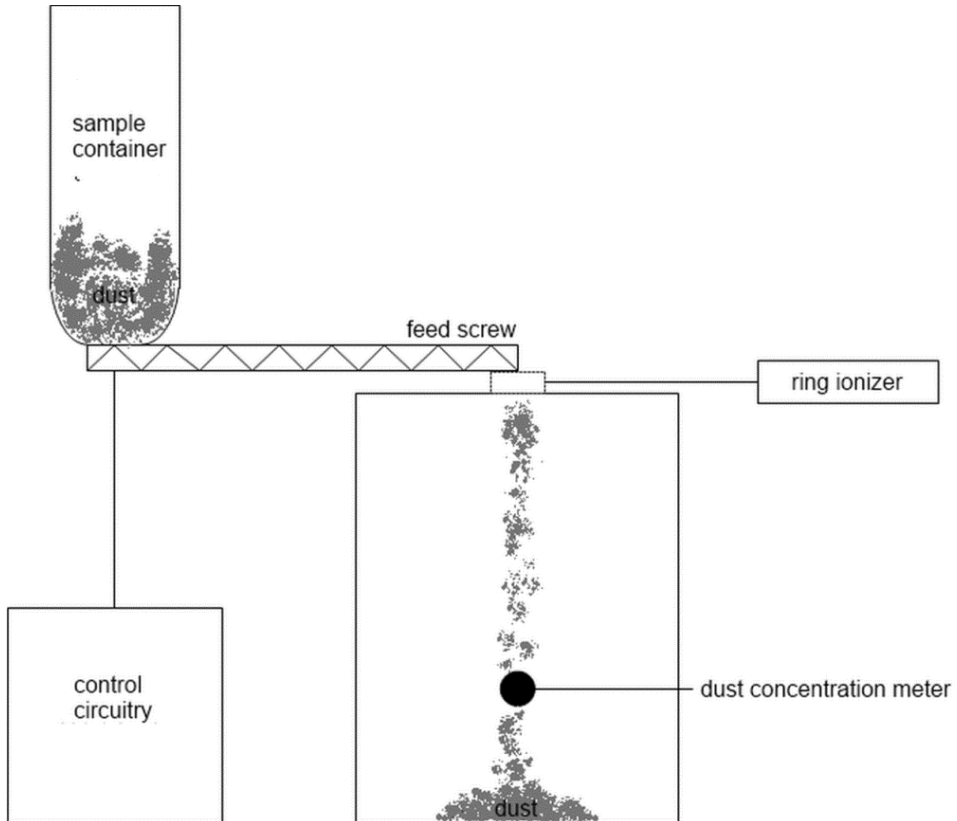 sample
container
dust
feed screw
ring ionizer
control
circuitry
dust concentration meter
dust